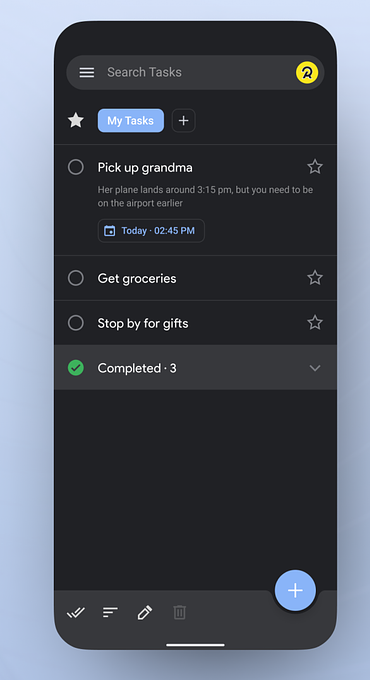 Search Tasks
My Tasks
Pick up grandma
Her plane lands around 3:15 pm, but you need to be
on the airport earlier
Today · 02:45 PM
Get groceries
Stop by for gifts
Completed · 3